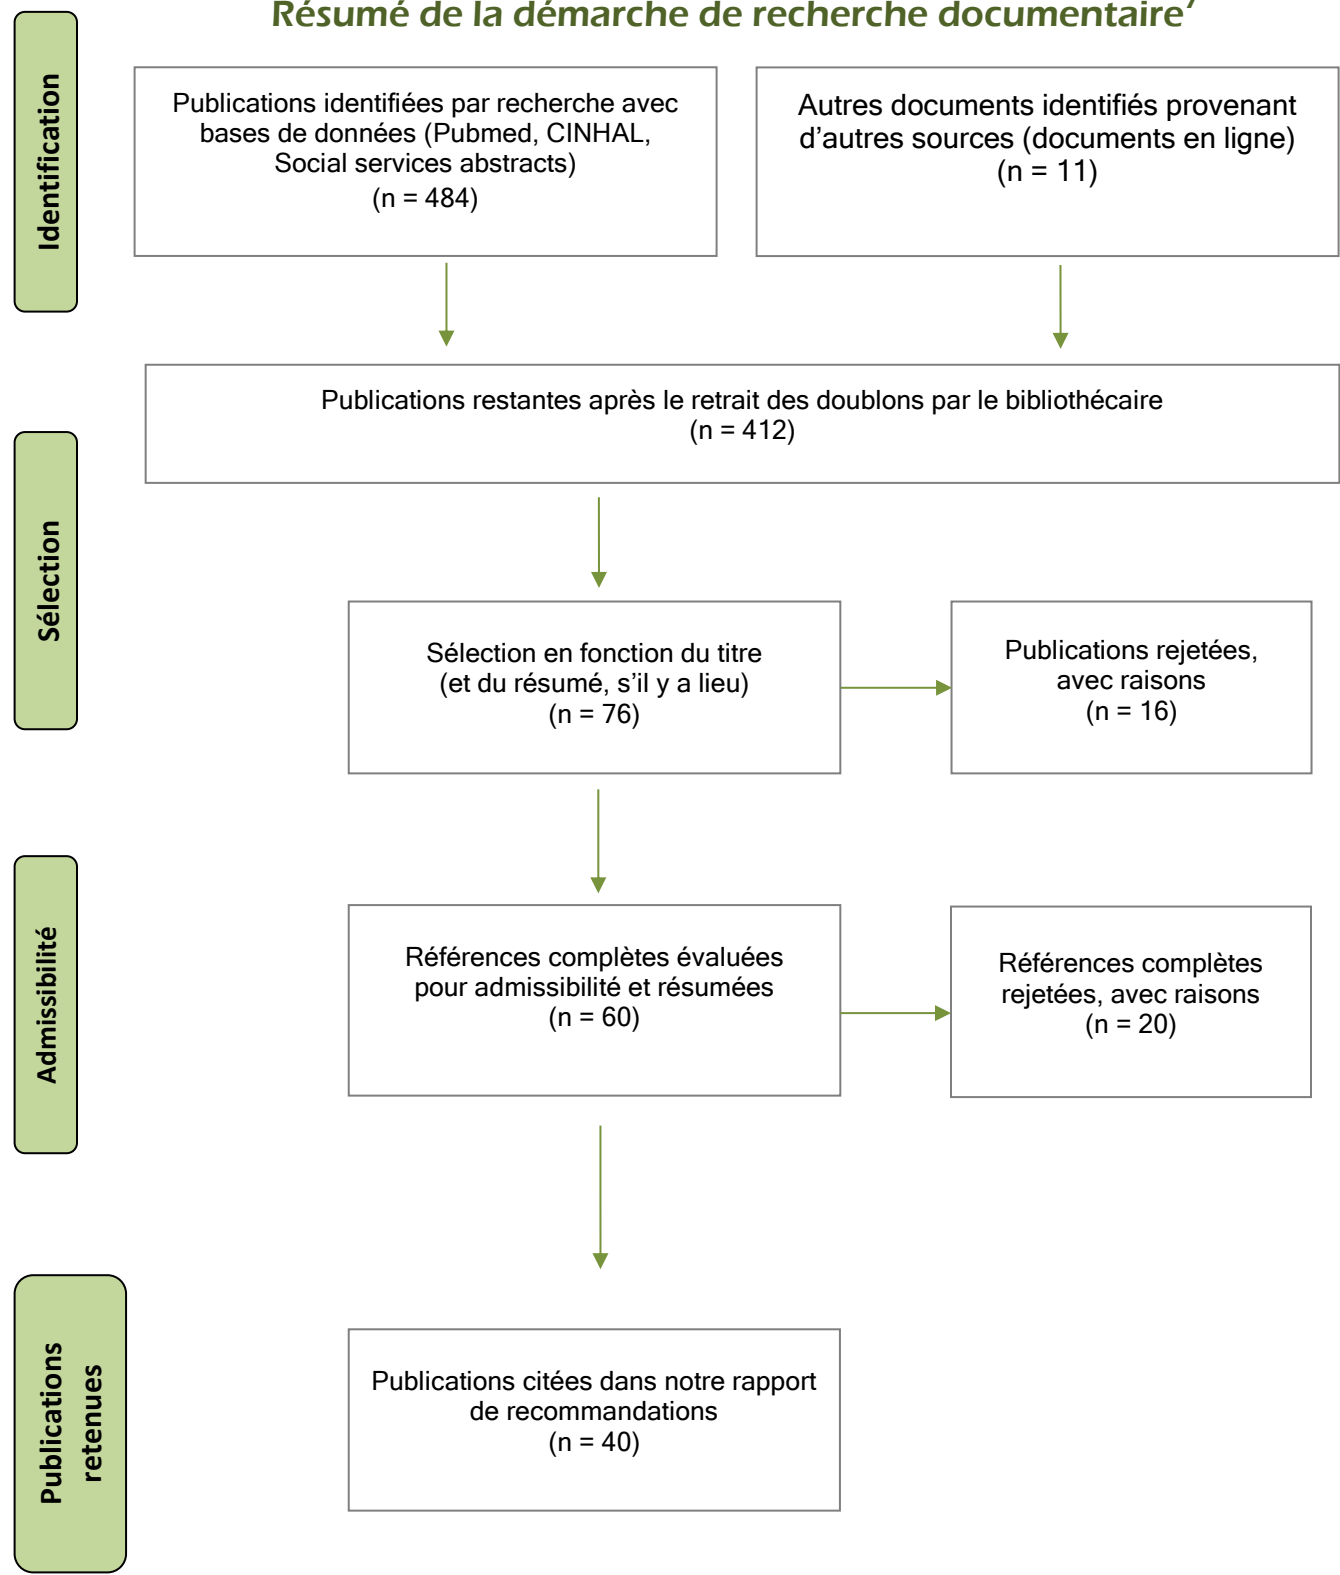 Résumé de la démarche de recherche documentaire⁷
Identification
Publications identifiées par recherche avec
bases de données (Pubmed, CINHAL,
Social services abstracts)
(n = 484)
Autres documents identifiés provenant
d’autres sources (documents en ligne)
(n = 11)
Publications restantes après le retrait des doublons par le bibliothécaire
(n = 412)
Sélection
Sélection en fonction du titre
(et du résumé, s’il y a lieu)
(n = 76)
Publications rejetées,
avec raisons
(n = 16)
Admissibilité
Références complètes évaluées
pour admissibilité et résumées
(n = 60)
Références complètes
rejetées, avec raisons
(n = 20)
Publications
retenues
Publications citées dans notre rapport
de recommandations
(n = 40)